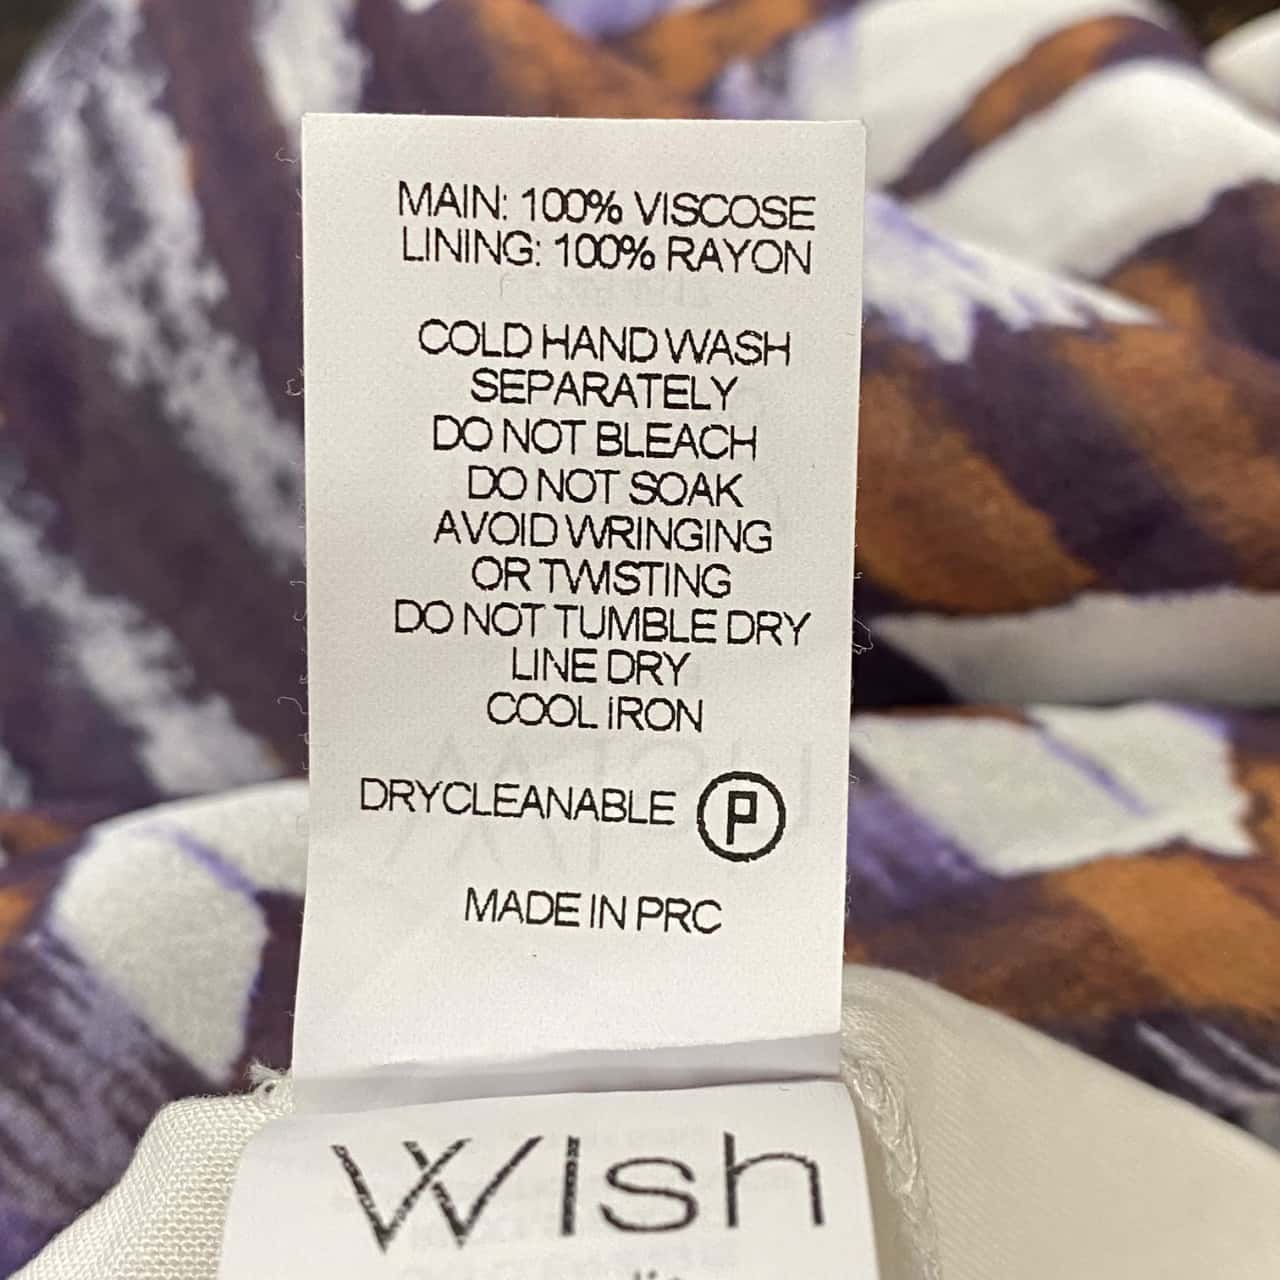 MAIN: 100% VISCOSE
LINING: 100% RAYON
COLD HAND WASH
SEPARATELY
DO NOT BLEACH
DO NOT SOAK
AVOID WRINGING
OR TWISTING
DO NOT TUMBLE DRY
LINE DRY
COOL IRON
DRYCLEANABLE P
MADE IN PRC
WIsh